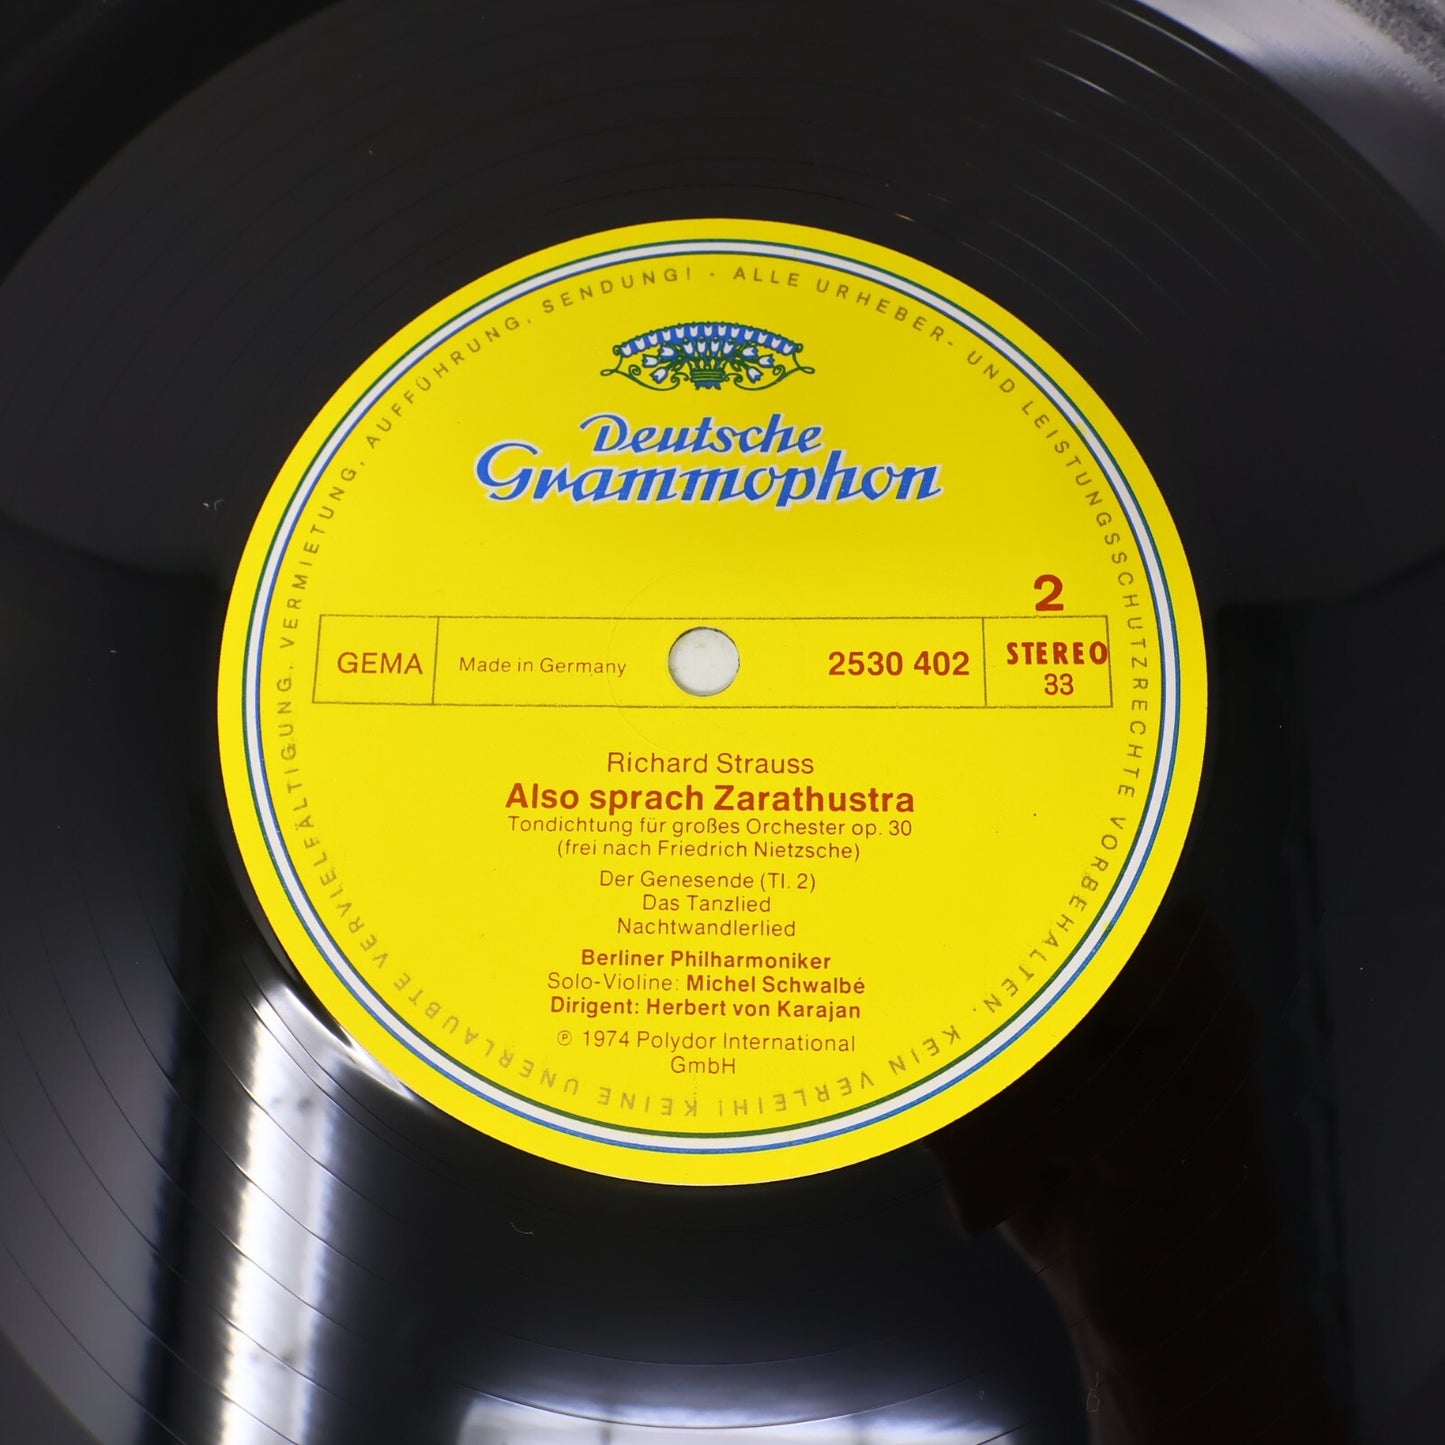 ALLE URHEBER- UND LEISTUNGSSCHUTZRECHTE VORBEHALTEN. KEIN VERLEIH! KEINE UNERLAUBTE VERVIELFÄLTIGUNG, VERMIETUNG, AUFFÜHRUNG, SENDUNG! ·
Deutsche
Grammophon
2
GEMA
Made in Germany
2530 402
STEREO
33
Richard Strauss
Also sprach Zarathustra
Tondichtung für großes Orchester op. 30
(frei nach Friedrich Nietzsche)
Der Genesende (Tl. 2)
Das Tanzlied
Nachtwandlerlied
Berliner Philharmoniker
Solo-Violine: Michel Schwalbé
Dirigent: Herbert von Karajan
℗ 1974 Polydor International
GmbH